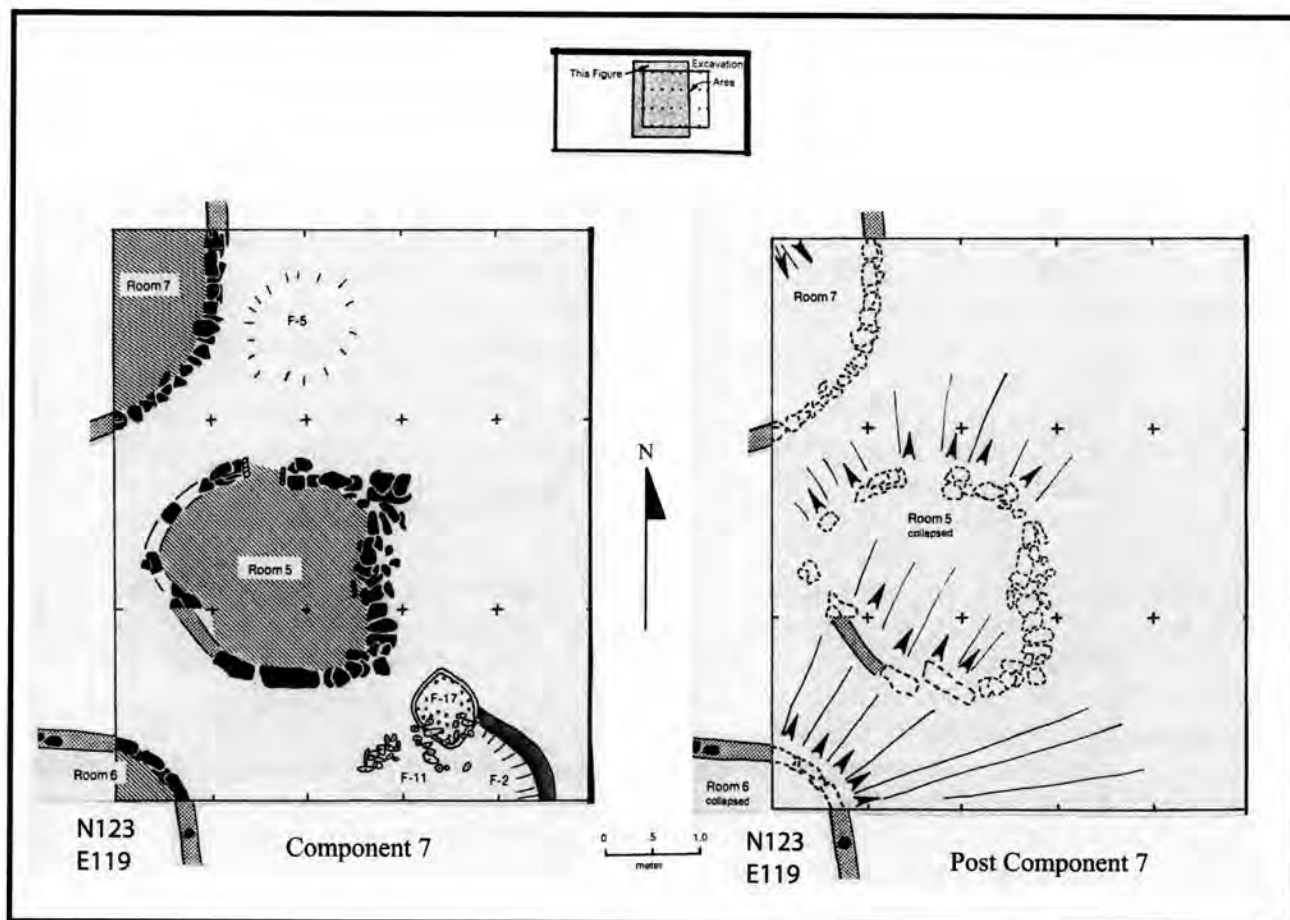 This Figure
Excavation
Area
Room 7
F-5
Room 5
F-17
F-11
F-2
Room 6
N123
E119
Component 7
N
0 .5 1.0
meter
Room 7
Room 5
collapsed
Room 6
collapsed
N123
E119
Post Component 7